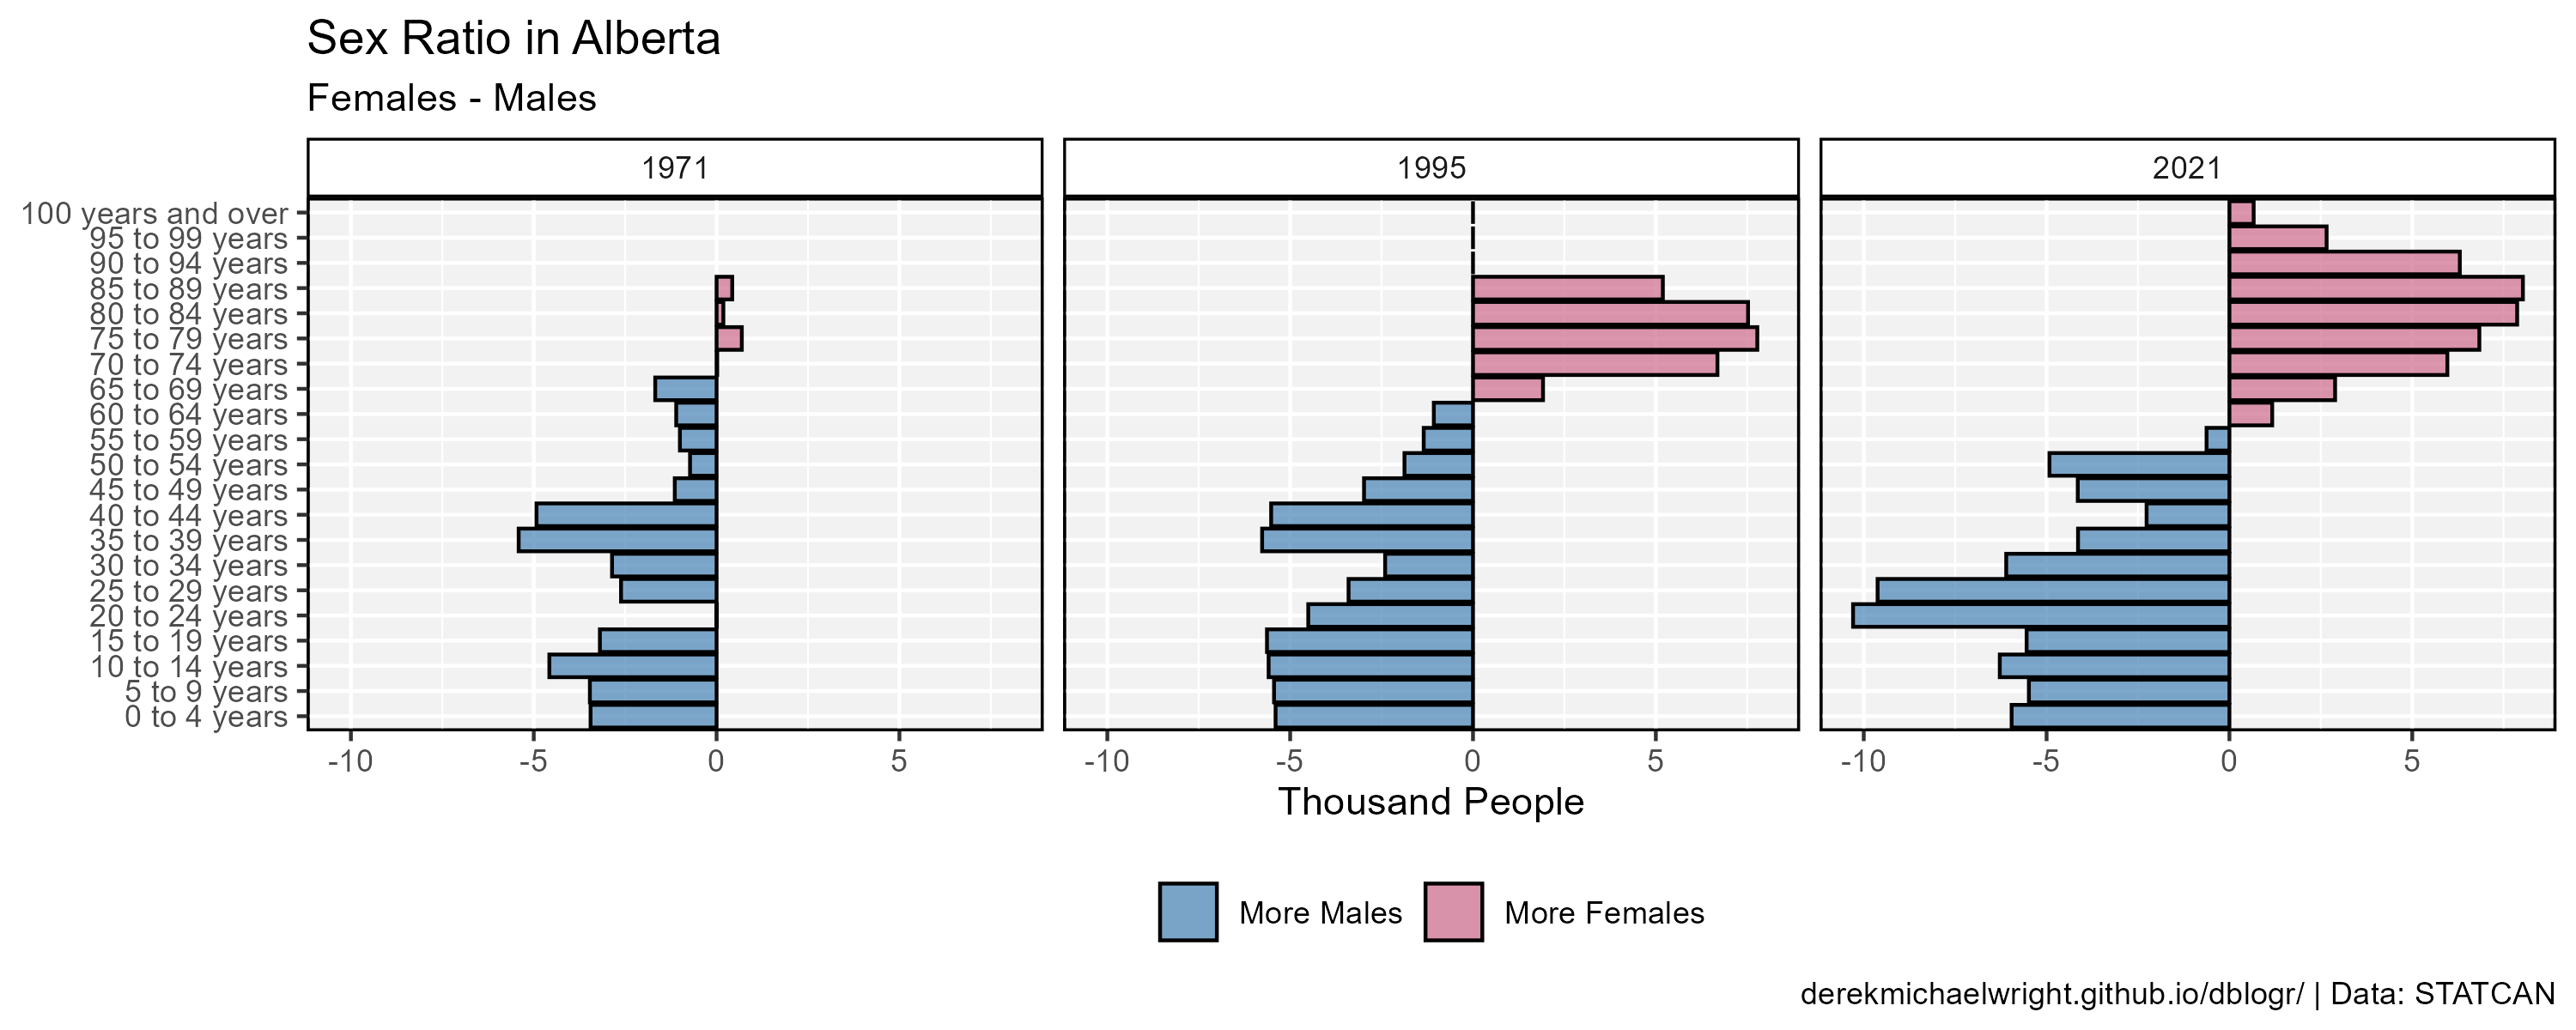 Sex Ratio in Alberta
Females - Males
1971
1995
2021
100 years and over
95 to 99 years
90 to 94 years
85 to 89 years
80 to 84 years
75 to 79 years
70 to 74 years
65 to 69 years
60 to 64 years
55 to 59 years
50 to 54 years
45 to 49 years
40 to 44 years
35 to 39 years
30 to 34 years
25 to 29 years
20 to 24 years
15 to 19 years
10 to 14 years
5 to 9 years
0 to 4 years
-10 -5 0 5 -10 -5 0 5 -10 -5 0 5
Thousand People
More Males More Females
derekmichaelwright.github.io/dblogr/ | Data: STATCAN